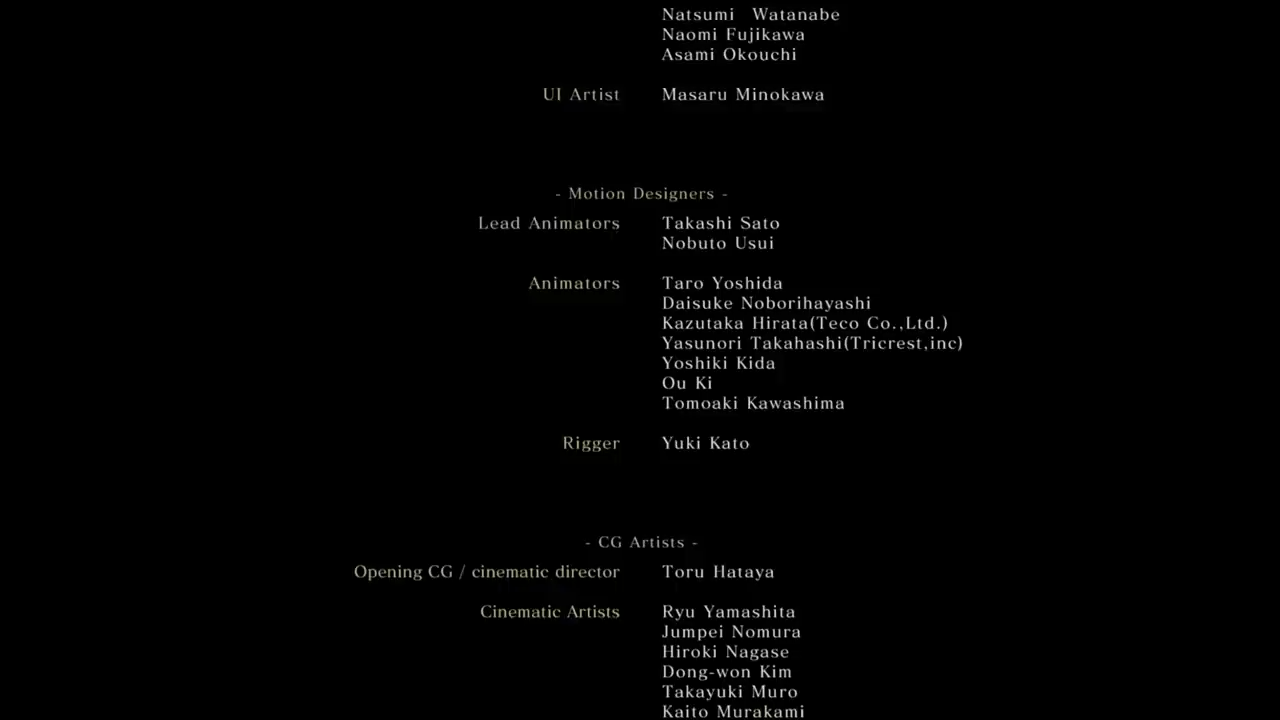 Natsumi Watanabe
Naomi Fujikawa
Asami Okouchi
UI Artist Masaru Minokawa
- Motion Designers -
Lead Animators Takashi Sato
Nobuto Usui
Animators Taro Yoshida
Daisuke Noborihayashi
Kazutaka Hirata(Teco Co.,Ltd.)
Yasunori Takahashi(Tricrest,inc)
Yoshiki Kida
Ou Ki
Tomoaki Kawashima
Rigger Yuki Kato
- CG Artists -
Opening CG / cinematic director Toru Hataya
Cinematic Artists Ryu Yamashita
Jumpei Nomura
Hiroki Nagase
Dong-won Kim
Takayuki Muro
Kaito Murakami